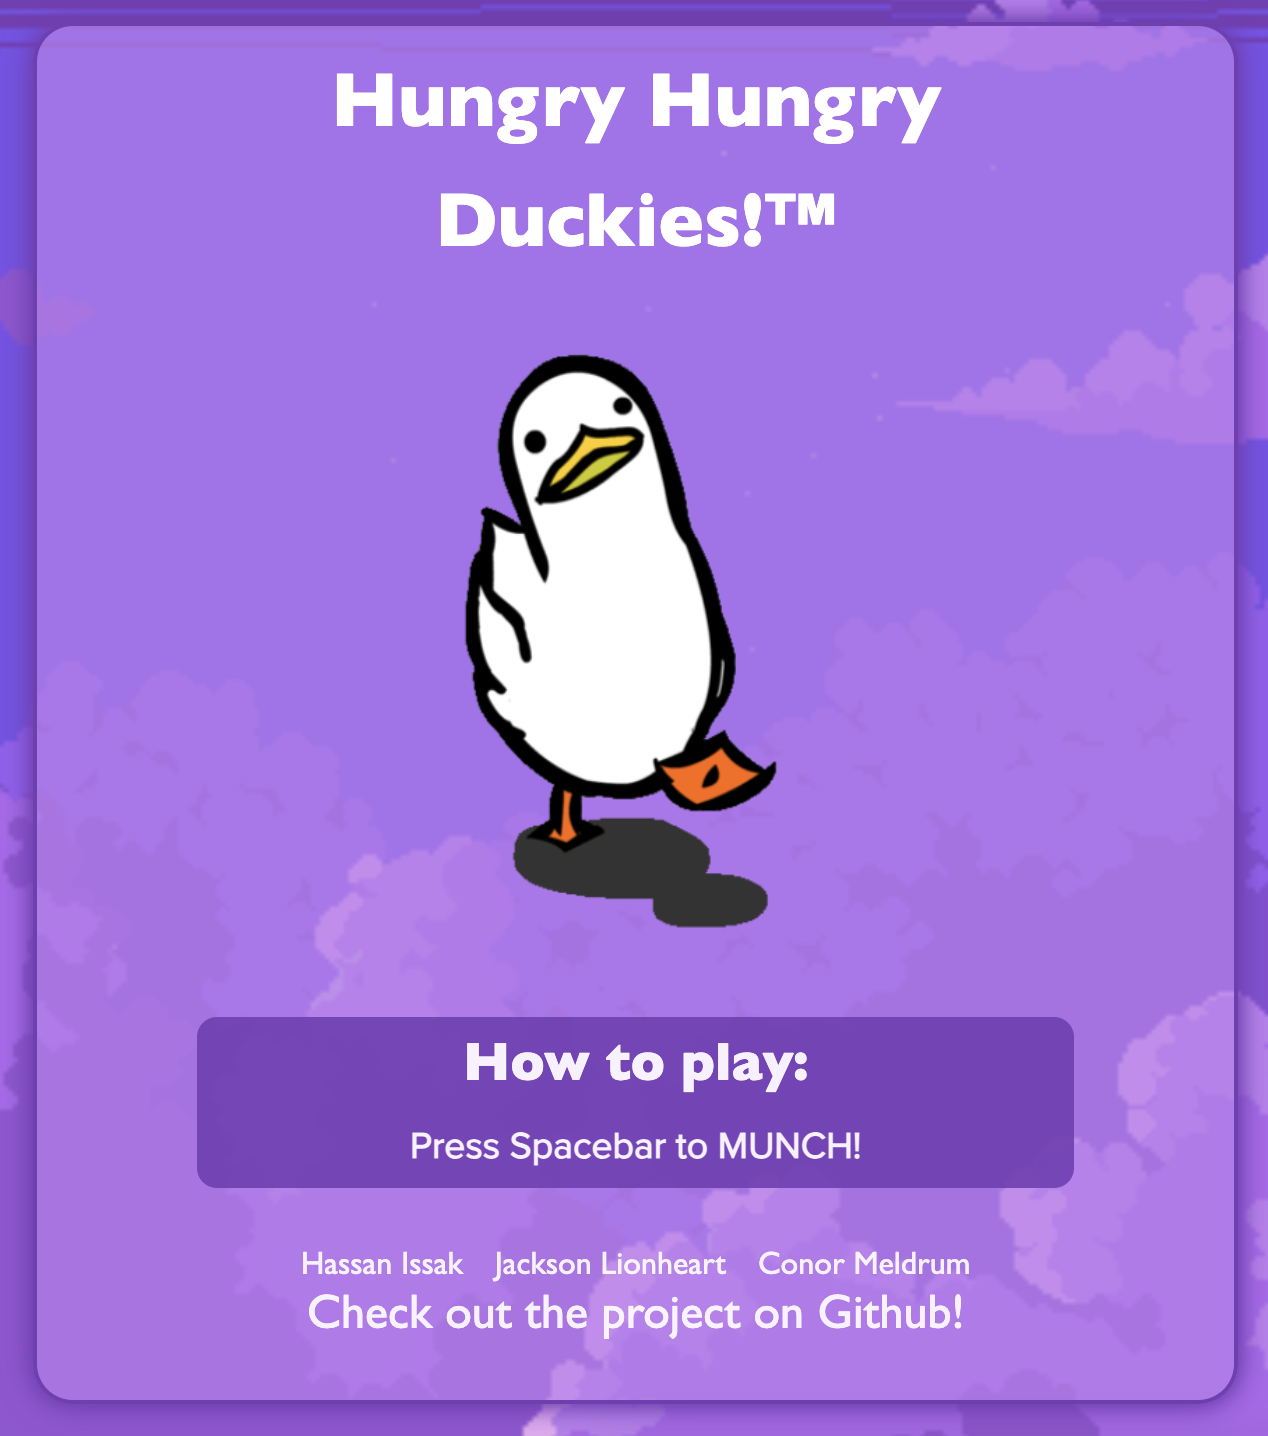 Hungry Hungry
Duckies!™
How to play:
Press Spacebar to MUNCH!
Hassan Issak Jackson Lionheart Conor Meldrum
Check out the project on Github!